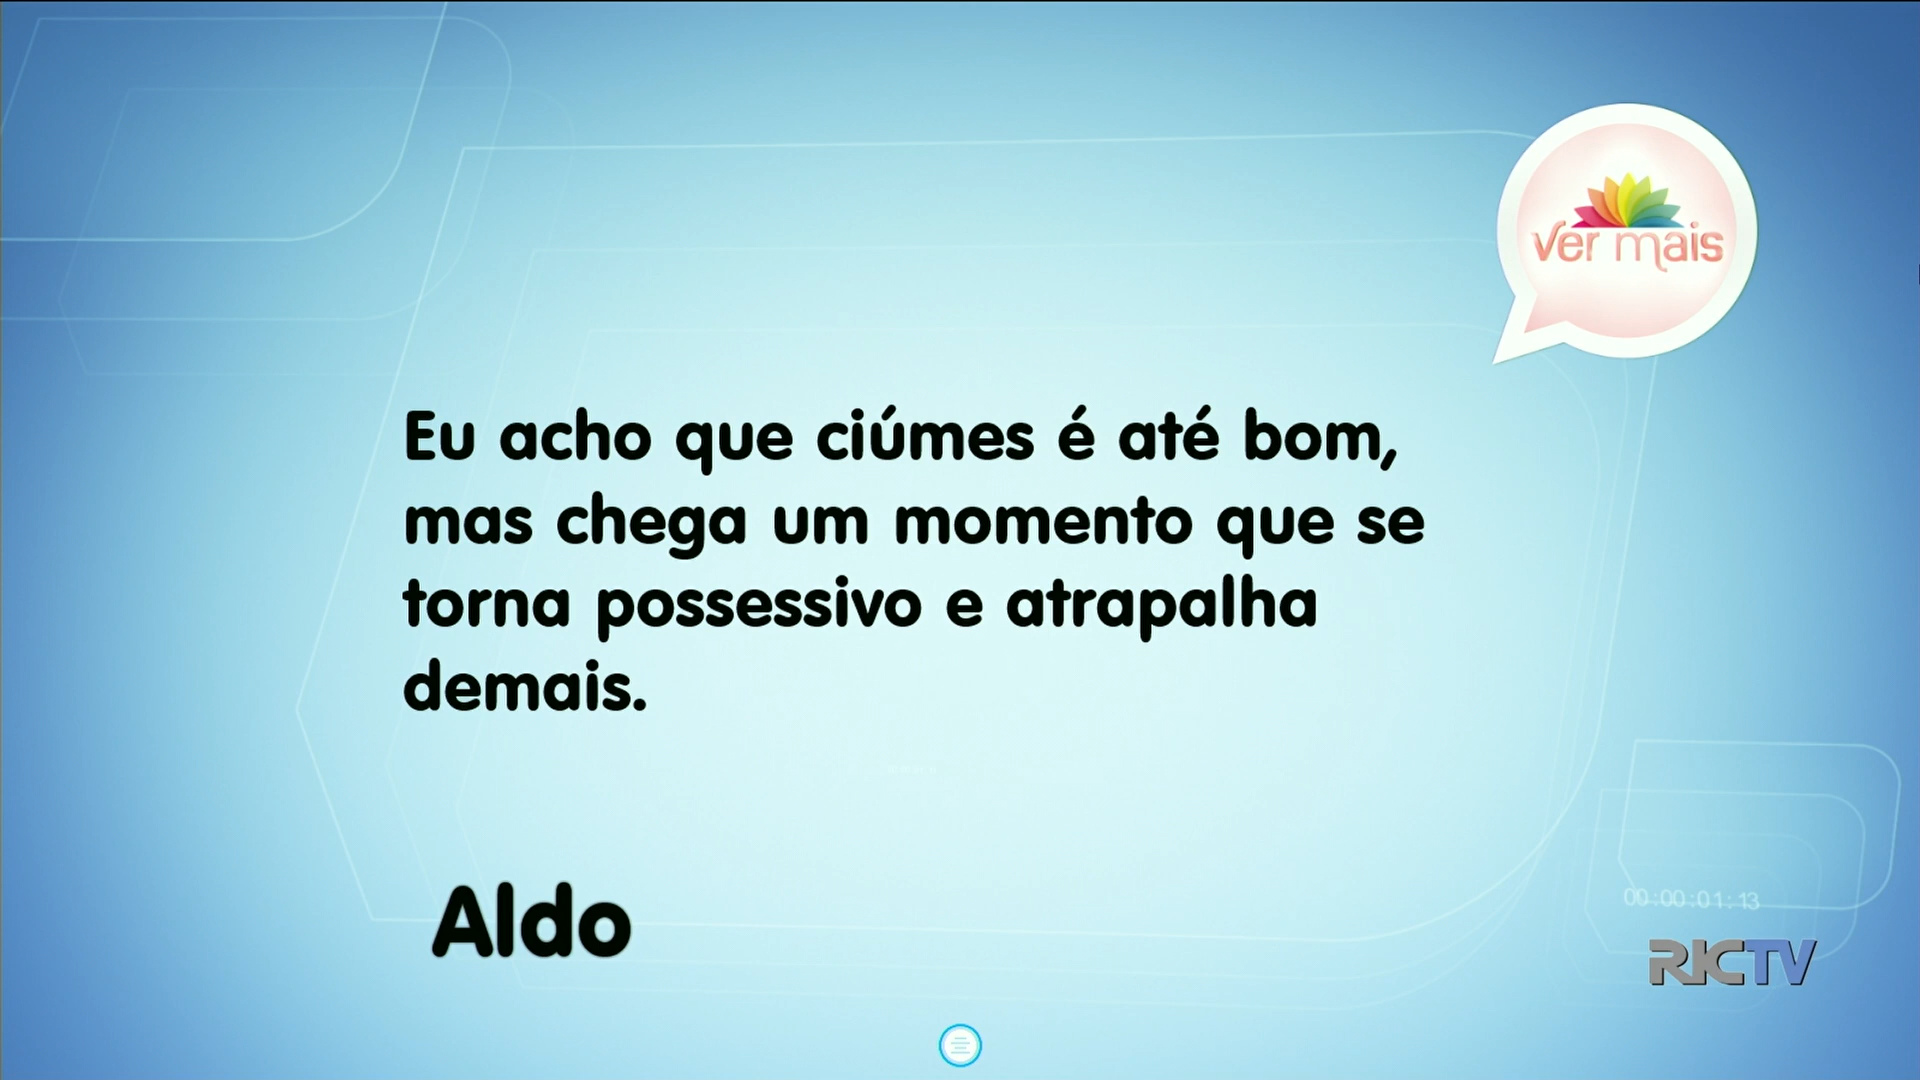 ver mais
Eu acho que ciúmes é até bom,
mas chega um momento que se
torna possessivo e atrapalha
demais.
Aldo
00:00:01:13
RICTV